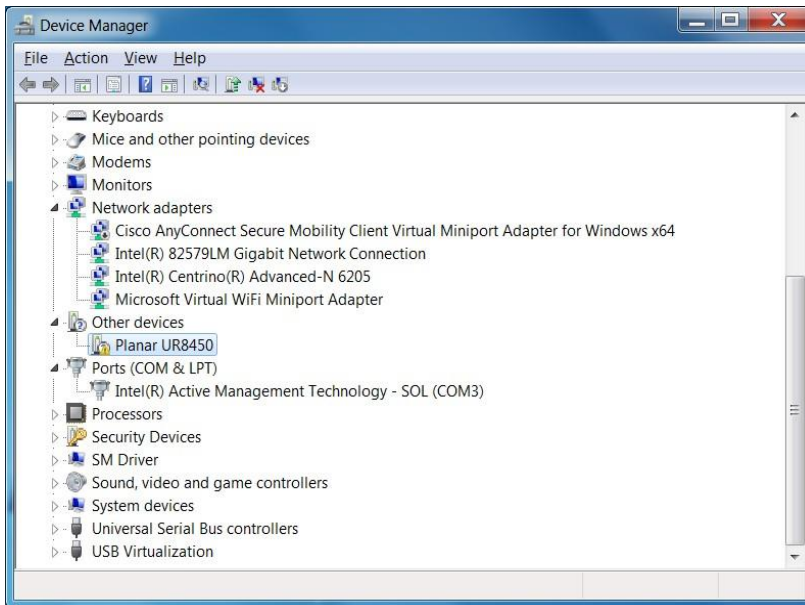 Device Manager
File Action View Help
Keyboards
Mice and other pointing devices
Modems
Monitors
Network adapters
Cisco AnyConnect Secure Mobility Client Virtual Miniport Adapter for Windows x64
Intel(R) 82579LM Gigabit Network Connection
Intel(R) Centrino(R) Advanced-N 6205
Microsoft Virtual WiFi Miniport Adapter
Other devices
Planar UR8450
Ports (COM & LPT)
Intel(R) Active Management Technology - SOL (COM3)
Processors
Security Devices
SM Driver
Sound, video and game controllers
System devices
Universal Serial Bus controllers
USB Virtualization